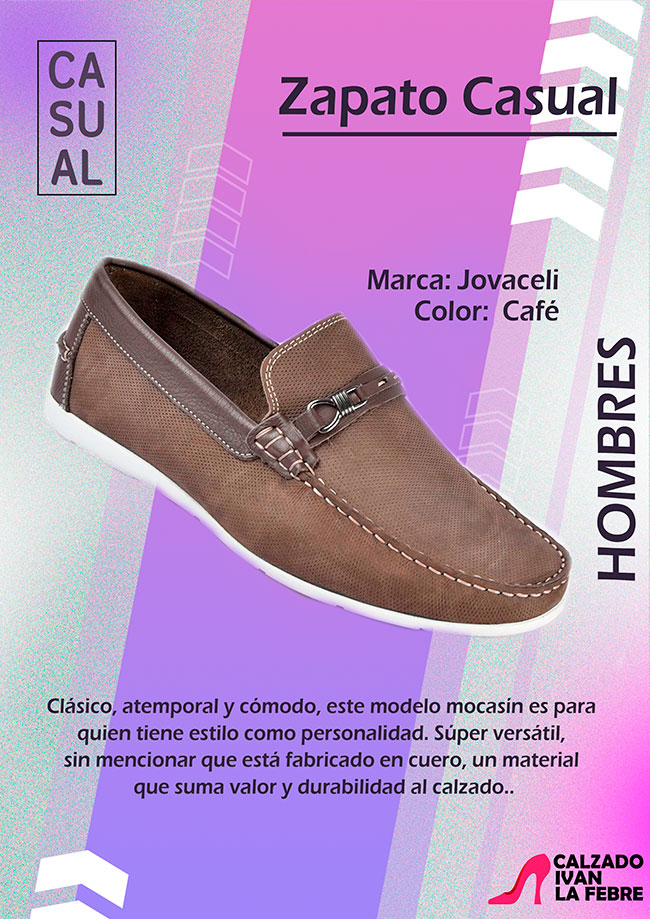 CA
SU
AL
Zapato Casual
Marca: Jovaceli
Color: Café
HOMBRES
Clásico, atemporal y cómodo, este modelo mocasín es para
quien tiene estilo como personalidad. Súper versátil,
sin mencionar que está fabricado en cuero, un material
que suma valor y durabilidad al calzado..
CALZADO
IVAN
LA FEBRE